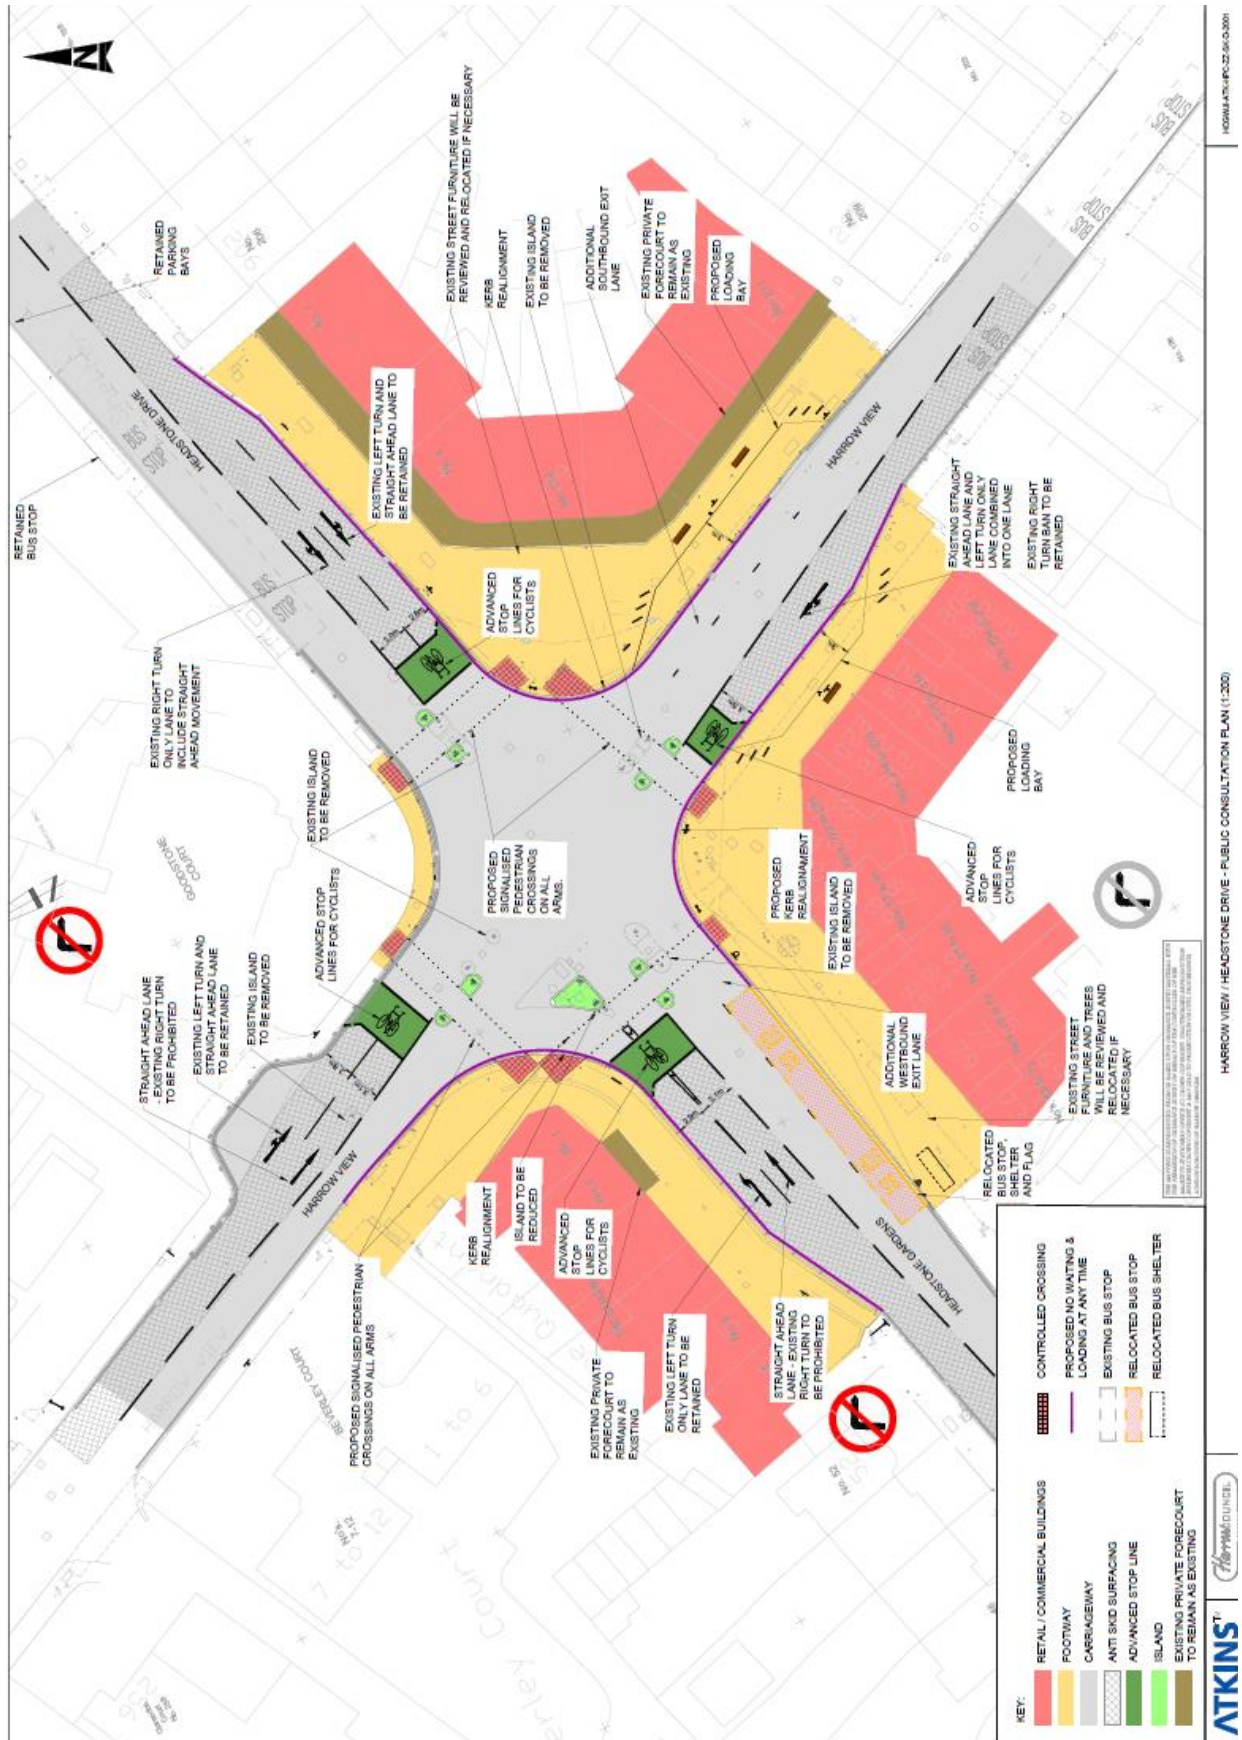 RETAINED
BUS STOP
RETAINED
PARKING
BAYS
HEADSTONE DRIVE
BUS
STOP
EXISTING RIGHT TURN
ONLY LANE TO
INCLUDE STRAIGHT
AHEAD MOVEMENT
EXISTING LEFT TURN AND
STRAIGHT AHEAD LANE TO
BE RETAINED
EXISTING STREET FURNITURE WILL BE
REVIEWED AND RELOCATED IF NECESSARY
KERB
REALIGNMENT
EXISTING ISLAND
TO BE REMOVED
ADDITIONAL
SOUTHBOUND EXIT
LANE
EXISTING PRIVATE
FORECOURT TO
REMAIN AS
EXISTING
PROPOSED
LOADING
BAY
ADVANCED
STOP
LINES FOR
CYCLISTS
GOODSTONE
COURT
EXISTING ISLAND
TO BE REMOVED
PROPOSED
SIGNALISED
PEDESTRIAN
CROSSINGS
ON ALL
ARMS.
ADVANCED STOP
LINES FOR CYCLISTS
STRAIGHT AHEAD LANE
- EXISTING RIGHT TURN
TO BE PROHIBITED
EXISTING LEFT TURN AND
STRAIGHT AHEAD LANE
TO BE RETAINED
EXISTING ISLAND
TO BE REMOVED
HARROW VIEW
BEVERLEY COURT
PROPOSED SIGNALISED PEDESTRIAN
CROSSINGS ON ALL ARMS
KERB
REALIGNMENT
ISLAND TO BE
REDUCED
ADVANCED
STOP
LINES FOR
CYCLISTS
EXISTING PRIVATE
FORECOURT TO
REMAIN AS
EXISTING
EXISTING LEFT TURN
ONLY LANE TO BE
RETAINED
STRAIGHT AHEAD
LANE - EXISTING
RIGHT TURN TO
BE PROHIBITED
HEADSTONE GARDENS
No. 62
HARROW VIEW
BUS
STOP
BUS
STOP
BUS
STOP
EXISTING STRAIGHT
AHEAD LANE AND
LEFT TURN ONLY
LANE COMBINED
INTO ONE LANE
EXISTING RIGHT
TURN BAN TO BE
RETAINED
PROPOSED
LOADING
BAY
ADVANCED
STOP
LINES FOR
CYCLISTS
PROPOSED
KERB
REALIGNAMENT
EXISTING ISLAND
TO BE REMOVED
ADDITIONAL
WESTBOUND
EXIT LANE
EXISTING STREET
FURNITURE AND TREES
WILL BE REVIEWED AND
RELOCATED IF
NECESSARY
RELOCATED
BUS STOP,
SHELTER
AND FLAG
KEY:
RETAIL / COMMERCIAL BUILDINGS
FOOTWAY
CARRIAGEWAY
ANTI SKID SURFACING
ADVANCED STOP LINE
ISLAND
EXISTING PRIVATE FORECOURT
TO REMAIN AS EXISTING
CONTROLLED CROSSING
PROPOSED NO WAITING &
LOADING AT ANY TIME
EXISTING BUS STOP
RELOCATED BUS STOP
RELOCATED BUS SHELTER
ATKINS
HARROW VIEW / HEADSTONE DRIVE - PUBLIC CONSULTATION PLAN (1:200)